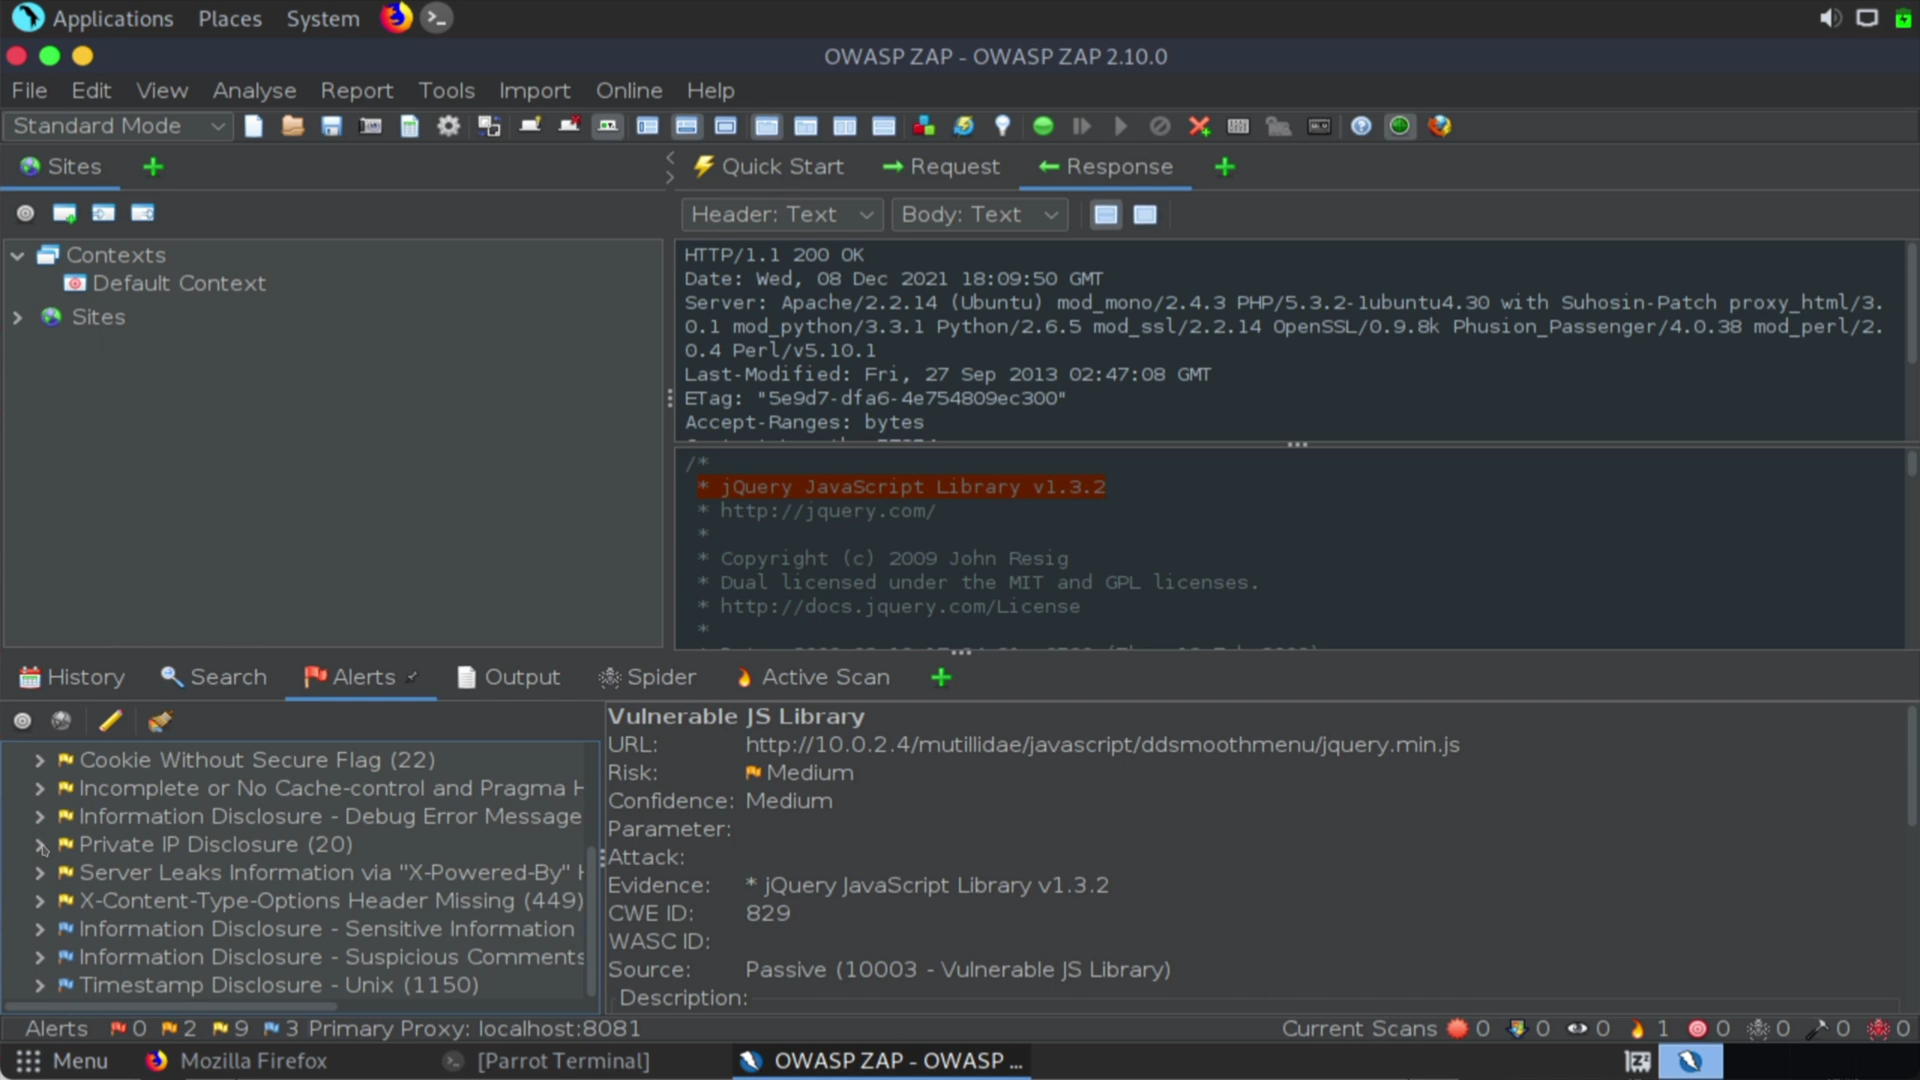 Applications Places System
OWASP ZAP - OWASP ZAP 2.10.0
File Edit View Analyse Report Tools Import Online Help
Standard Mode
Sites
Quick Start Request Response
Header: Text Body: Text
Contexts
Default Context
Sites
HTTP/1.1 200 OK
Date: Wed, 08 Dec 2021 18:09:50 GMT
Server: Apache/2.2.14 (Ubuntu) mod_mono/2.4.3 PHP/5.3.2-1ubuntu4.30 with Suhosin-Patch proxy_html/3.
0.1 mod_python/3.3.1 Python/2.6.5 mod_ssl/2.2.14 OpenSSL/0.9.8k Phusion_Passenger/4.0.38 mod_perl/2.
0.4 Perl/v5.10.1
Last-Modified: Fri, 27 Sep 2013 02:47:08 GMT
ETag: "5e9d7-dfa6-4e754809ec300"
Accept-Ranges: bytes
/*
* jQuery JavaScript Library v1.3.2
* http://jquery.com/
*
* Copyright (c) 2009 John Resig
* Dual licensed under the MIT and GPL licenses.
* http://docs.jquery.com/License
*
History Search Alerts Output Spider Active Scan
Cookie Without Secure Flag (22)
Incomplete or No Cache-control and Pragma H
Information Disclosure - Debug Error Message
Private IP Disclosure (20)
Server Leaks Information via "X-Powered-By" H
X-Content-Type-Options Header Missing (449)
Information Disclosure - Sensitive Information
Information Disclosure - Suspicious Comments
Timestamp Disclosure - Unix (1150)
Vulnerable JS Library
URL: http://10.0.2.4/mutillidae/javascript/ddsmoothmenu/jquery.min.js
Risk: Medium
Confidence: Medium
Parameter:
Attack:
Evidence: * jQuery JavaScript Library v1.3.2
CWE ID: 829
WASC ID:
Source: Passive (10003 - Vulnerable JS Library)
Description:
Alerts 0 2 9 3 Primary Proxy: localhost:8081
Current Scans 0 0 0 1 0 0 0 0
Menu Mozilla Firefox [Parrot Terminal] OWASP ZAP - OWASP ...